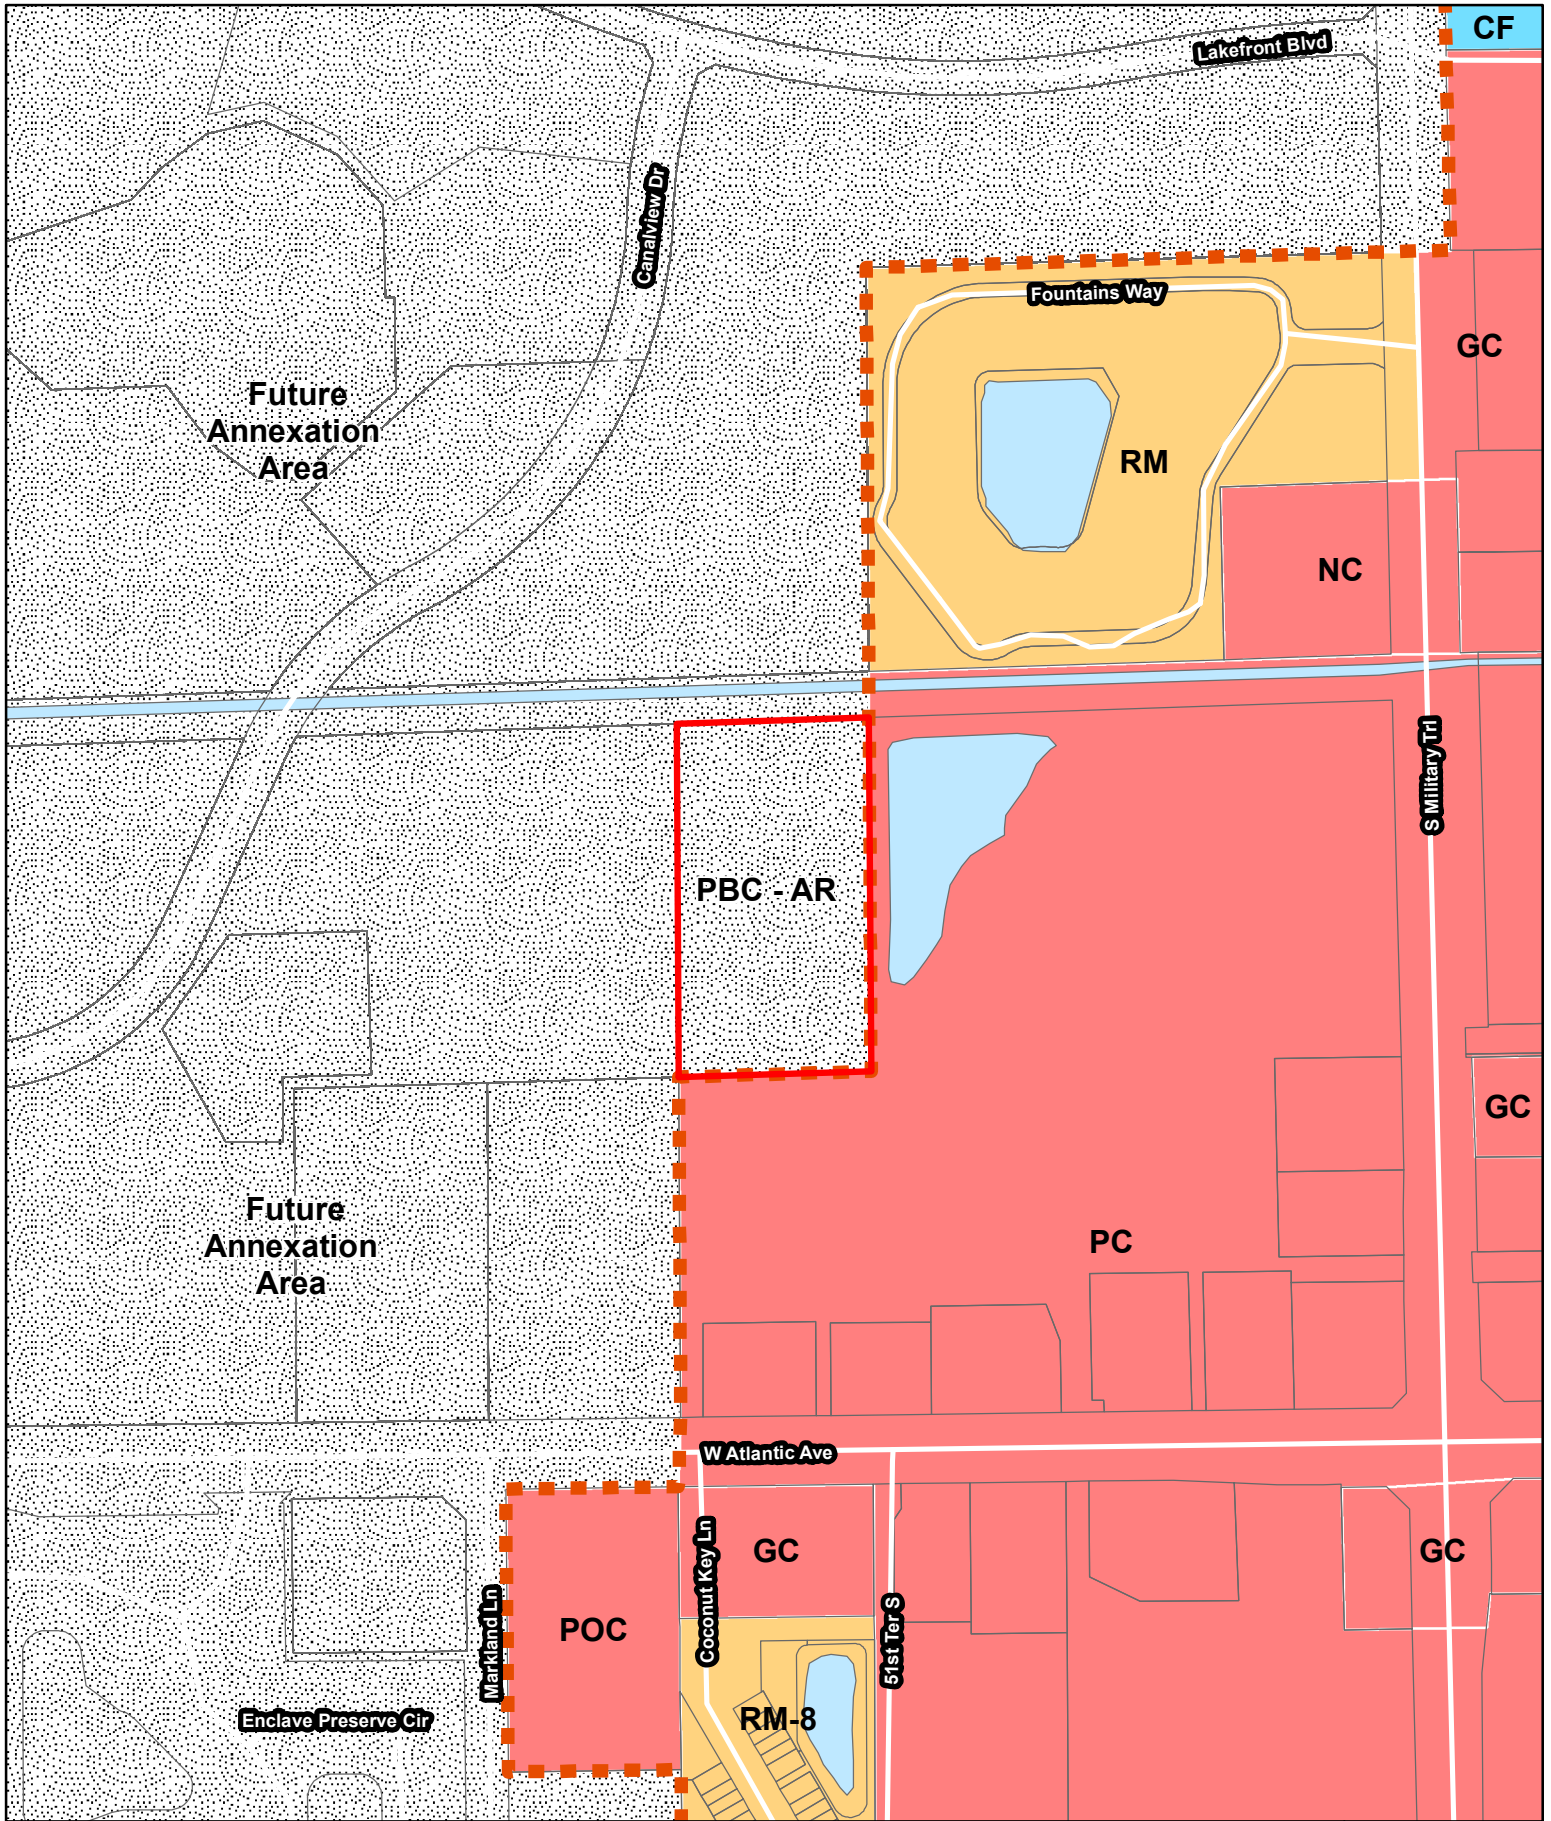 CF
Lakefront Blvd
Canalview Dr
Fountains Way
GC
Future
Annexation
Area
RM
NC
S Military Trl
PBC - AR
GC
Future
Annexation
Area
PC
W Atlantic Ave
Coconut Key Ln
GC
GC
Markland Ln
POC
51st Ter S
Enclave Preserve Cir
RM-8